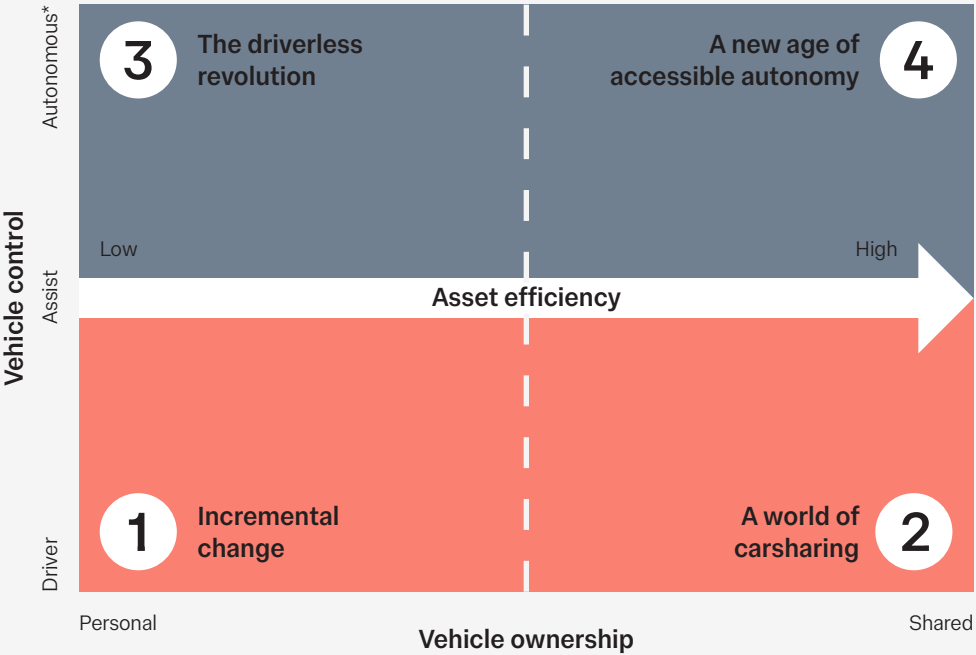 Autonomous*
3
The driverless
revolution
A new age of
accessible autonomy
4
Low
High
Vehicle control
Assist
Asset efficiency
Driver
1
Incremental
change
A world of
carsharing
2
Personal
Shared
Vehicle ownership